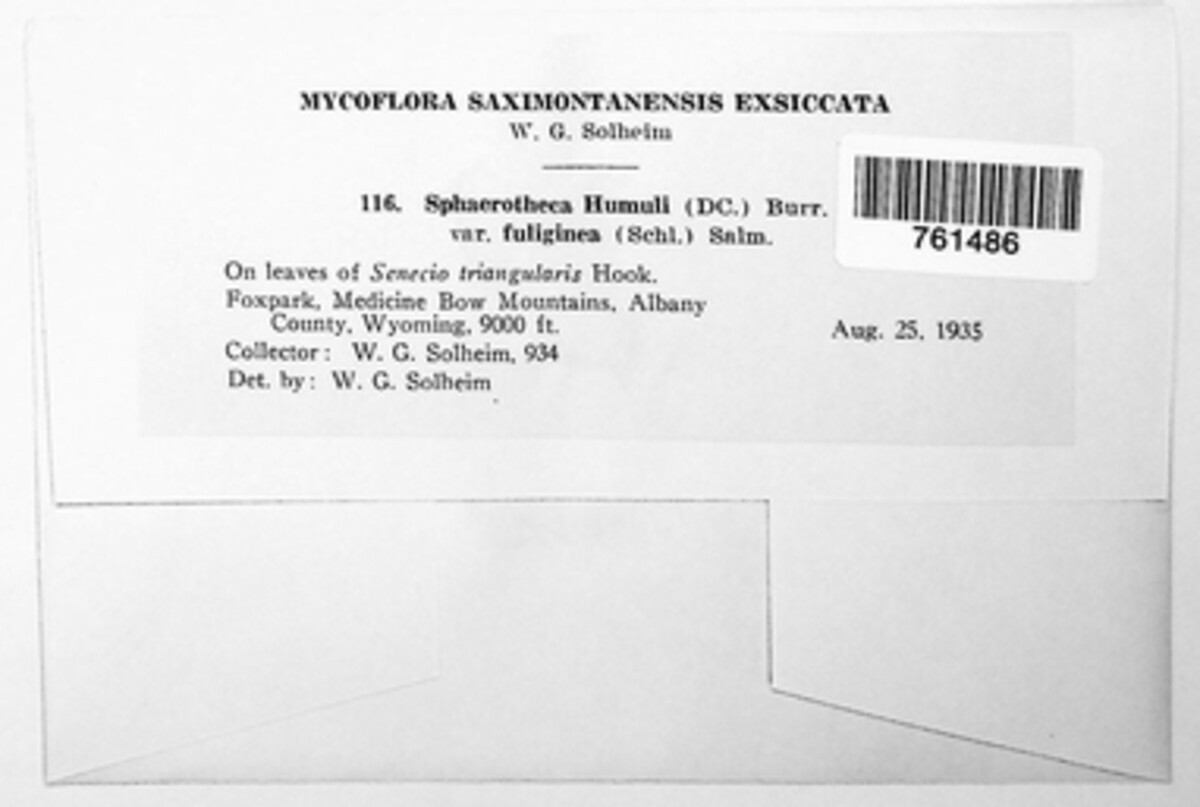 MYCOFLORA SAXIMONTANENSIS EXSICCATA
W. G. Solheim
116. Sphaerotheca Humuli (DC.) Burr.
var. fuliginea (Schl.) Salm.
761486
On leaves of Senecio triangularis Hook.
Foxpark, Medicine Bow Mountains, Albany
County, Wyoming, 9000 ft.
Aug. 25, 1935
Collector: W. G. Solheim, 934
Det. by: W. G. Solheim